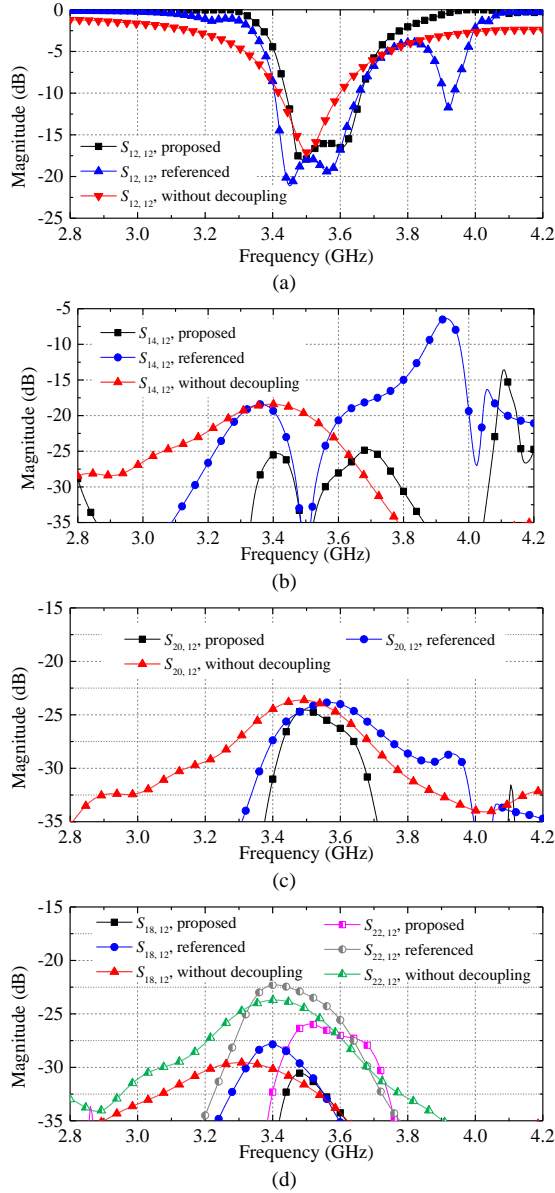 0
-5
-10
-15
-20
-25
Magnitude (dB)
S12, 12, proposed
S12, 12, referenced
S12, 12, without decoupling
2.8 3.0 3.2 3.4 3.6 3.8 4.0 4.2
Frequency (GHz)
(a)
-5
-10
-15
-20
-25
-30
-35
Magnitude (dB)
S14, 12, proposed
S14, 12, referenced
S14, 12, without decoupling
2.8 3.0 3.2 3.4 3.6 3.8 4.0 4.2
Frequency (GHz)
(b)
-15
-20
-25
-30
-35
Magnitude (dB)
S20, 12, proposed S20, 12, referenced
S20, 12, without decoupling
2.8 3.0 3.2 3.4 3.6 3.8 4.0 4.2
Frequency (GHz)
(c)
-15
-20
-25
-30
-35
Magnitude (dB)
S18, 12, proposed S22, 12, proposed
S18, 12, referenced S22, 12, referenced
S18, 12, without decoupling S22, 12, without decoupling
2.8 3.0 3.2 3.4 3.6 3.8 4.0 4.2
Frequency (GHz)
(d)